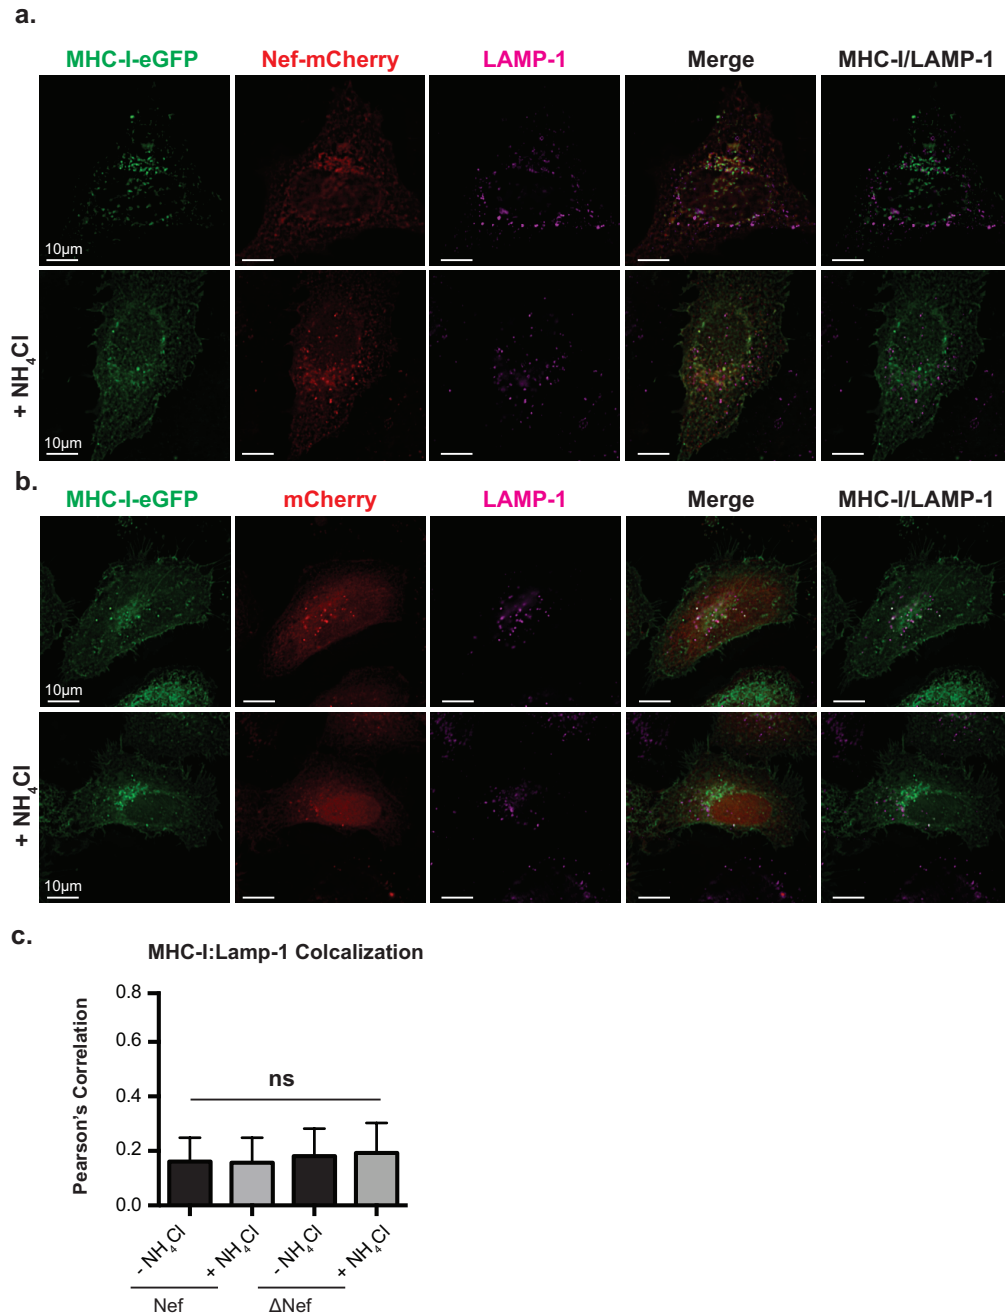 a.
MHC-I-eGFP Nef-mCherry LAMP-1 Merge MHC-I/LAMP-1
10µm
+ NH4Cl
10µm
b.
MHC-I-eGFP mCherry LAMP-1 Merge MHC-I/LAMP-1
10µm
+ NH4Cl
10µm
c.
MHC-I:Lamp-1 Colcalization
Pearson's Correlation
0.8
0.6
0.4
0.2
0.0
ns
- NH4Cl + NH4Cl - NH4Cl + NH4Cl
Nef ΔNef